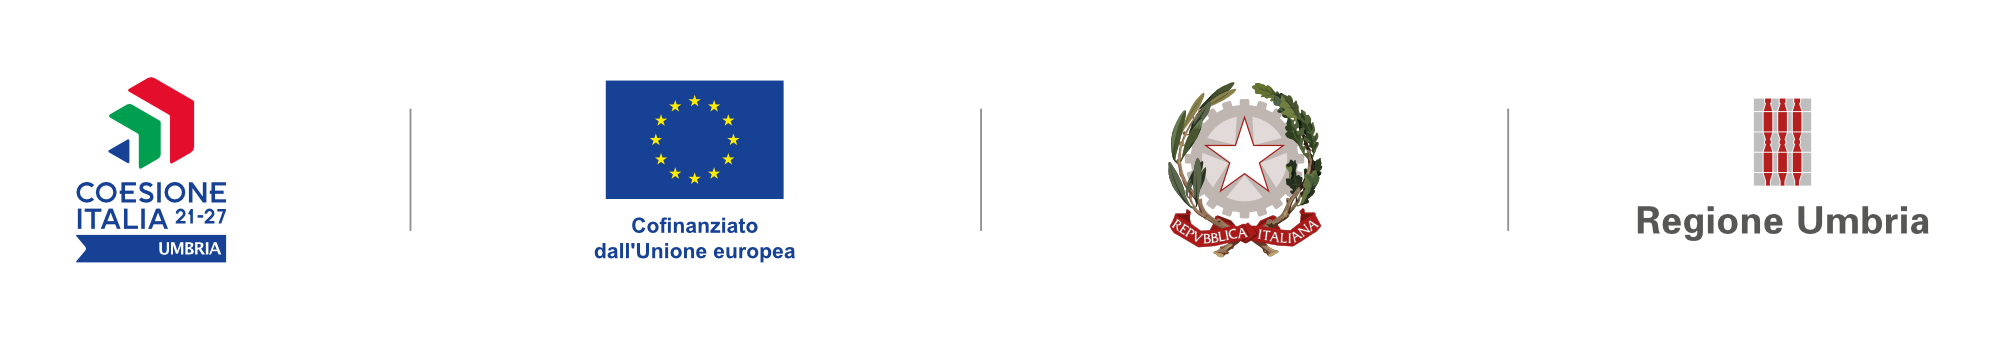 COESIONE
ITALIA 21-27
UMBRIA
Cofinanziato
dall'Unione europea
REPVBBLICA ITALIANA
Regione Umbria